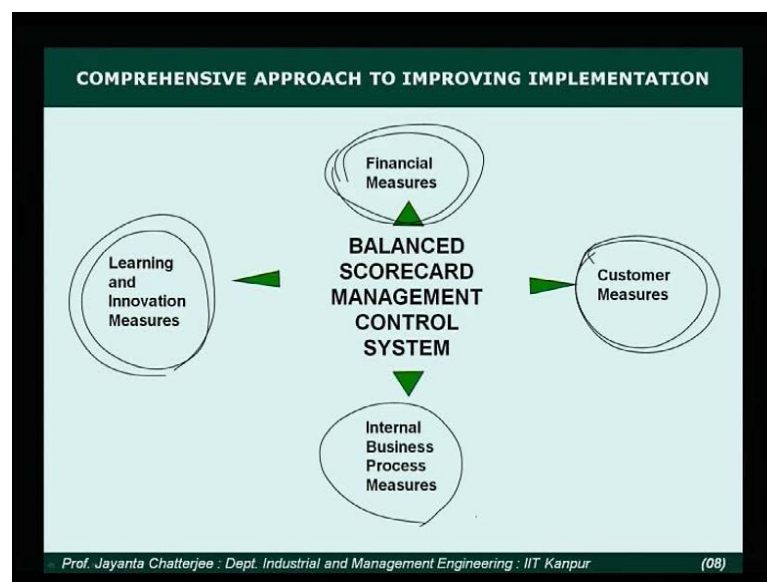 COMPREHENSIVE APPROACH TO IMPROVING IMPLEMENTATION
Financial
Measures
Learning
and
Innovation
Measures
BALANCED
SCORECARD
MANAGEMENT
CONTROL
SYSTEM
Customer
Measures
Internal
Business
Process
Measures
Prof. Jayanta Chatterjee : Dept. Industrial and Management Engineering : IIT Kanpur (08)